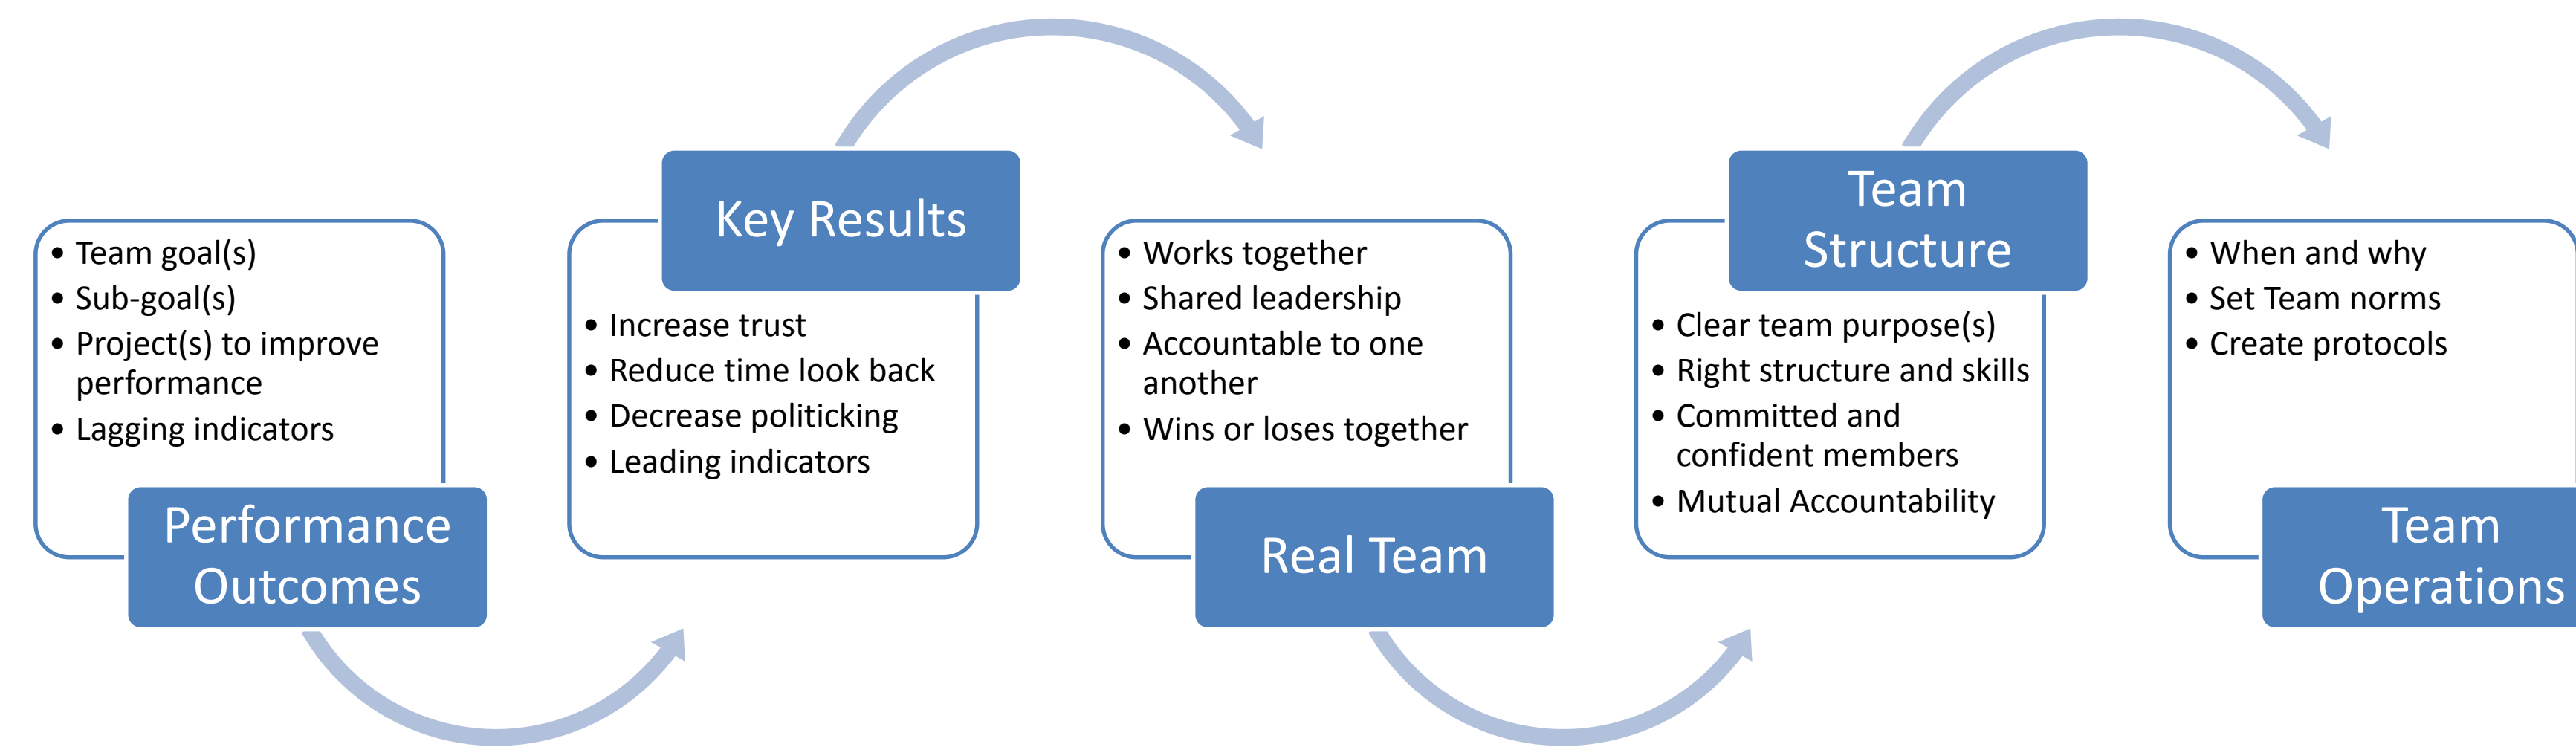 • Team goal(s)
• Sub-goal(s)
• Project(s) to improve
performance
• Lagging indicators
Performance
Outcomes
Key Results
• Increase trust
• Reduce time look back
• Decrease politicking
• Leading indicators
• Works together
• Shared leadership
• Accountable to one
another
• Wins or loses together
Real Team
Team
Structure
• Clear team purpose(s)
• Right structure and skills
• Committed and
confident members
• Mutual Accountability
• When and why
• Set Team norms
• Create protocols
Team
Operations